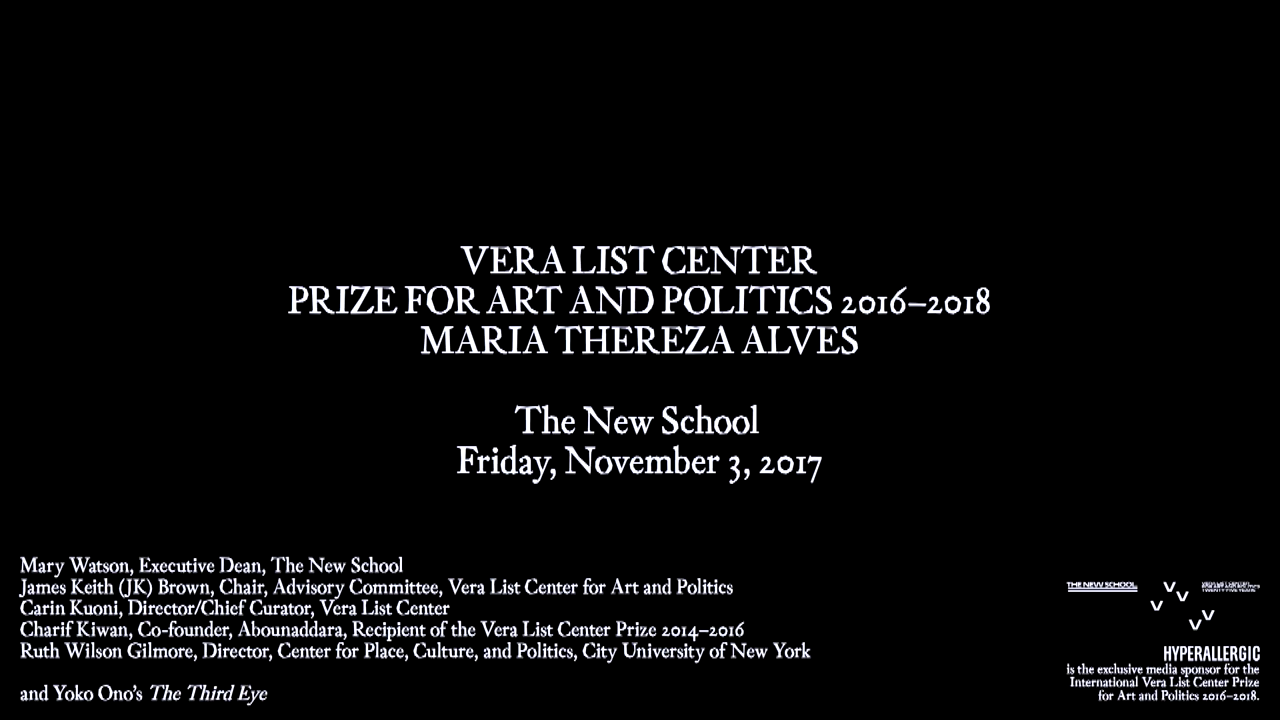 VERA LIST CENTER
PRIZE FOR ART AND POLITICS 2016–2018
MARIA THEREZA ALVES
The New School
Friday, November 3, 2017
Mary Watson, Executive Dean, The New School
James Keith (JK) Brown, Chair, Advisory Committee, Vera List Center for Art and Politics
Carin Kuoni, Director/Chief Curator, Vera List Center
Charif Kiwan, Co-founder, Abounaddara, Recipient of the Vera List Center Prize 2014–2016
Ruth Wilson Gilmore, Director, Center for Place, Culture, and Politics, City University of New York
and Yoko Ono's The Third Eye
THE NEW SCHOOL
V V V V V
HYPERALLERGIC
is the exclusive media sponsor for the
International Vera List Center Prize
for Art and Politics 2016–2018.